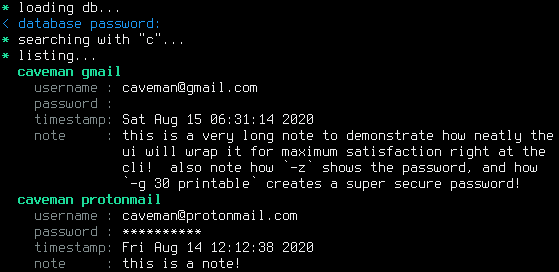 * loading db...
< database password:
* searching with "c"...
* listing...
caveman gmail
username : caveman@gmail.com
password :
timestamp: Sat Aug 15 06:31:14 2020
note : this is a very long note to demonstrate how neatly the
ui will wrap it for maximum satisfaction right at the
cli! also note how `-z` shows the password, and how
`-g 30 printable` creates a super secure password!
caveman protonmail
username : caveman@protonmail.com
password : **********
timestamp: Fri Aug 14 12:12:38 2020
note : this is a note!